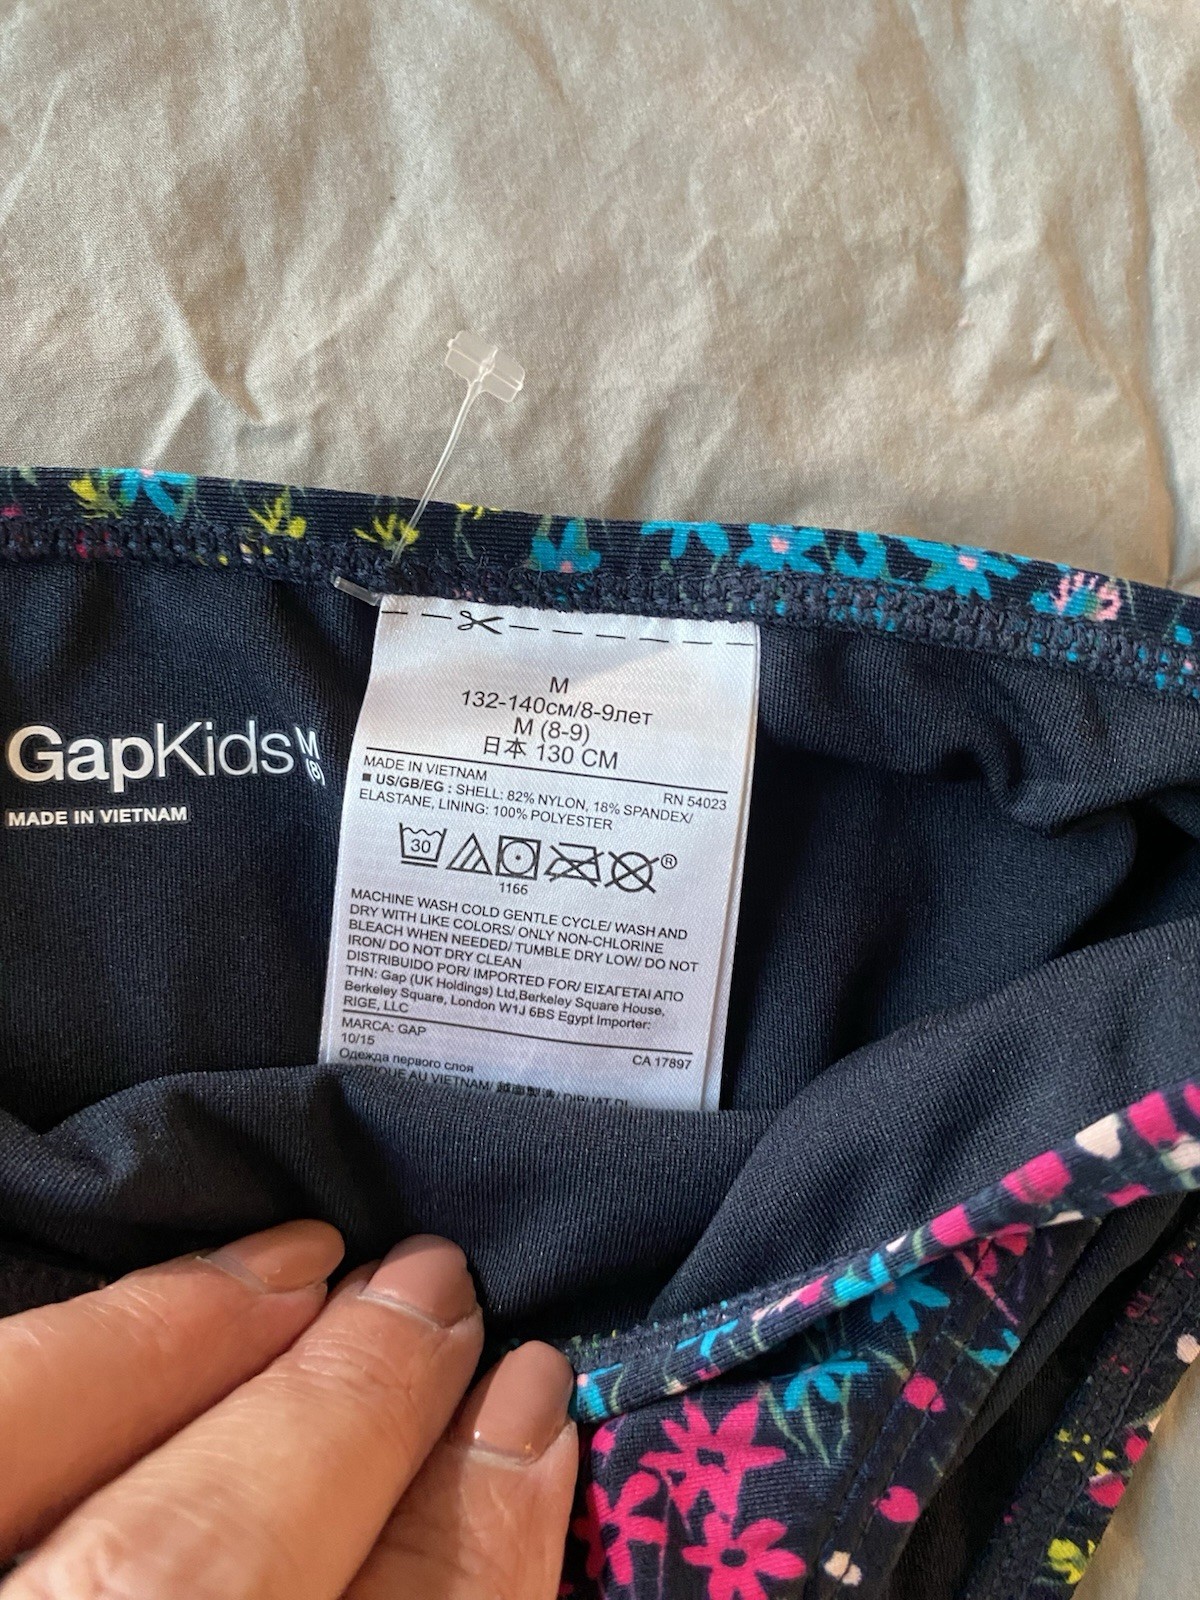 GapKids M
(8)
MADE IN VIETNAM
M
132-140см/8-9лет
M (8-9)
日本 130 CM
MADE IN VIETNAM
RN 54023
■ US/GB/EG : SHELL: 82% NYLON, 18% SPANDEX/
ELASTANE, LINING: 100% POLYESTER
30
®
1166
MACHINE WASH COLD GENTLE CYCLE/ WASH AND
DRY WITH LIKE COLORS/ ONLY NON-CHLORINE
BLEACH WHEN NEEDED/ TUMBLE DRY LOW/ DO NOT
IRON/ DO NOT DRY CLEAN
DISTRIBUIDO POR/ IMPORTED FOR/ ΕΙΣΑΓΕΤΑΙ ΑΠΟ
THN: Gap (UK Holdings) Ltd,Berkeley Square House,
Berkeley Square, London W1J 6BS Egypt Importer:
RIGE, LLC
MARCA: GAP
10/15
CA 17897
Одежда первого слоя
AU VIETNAM/